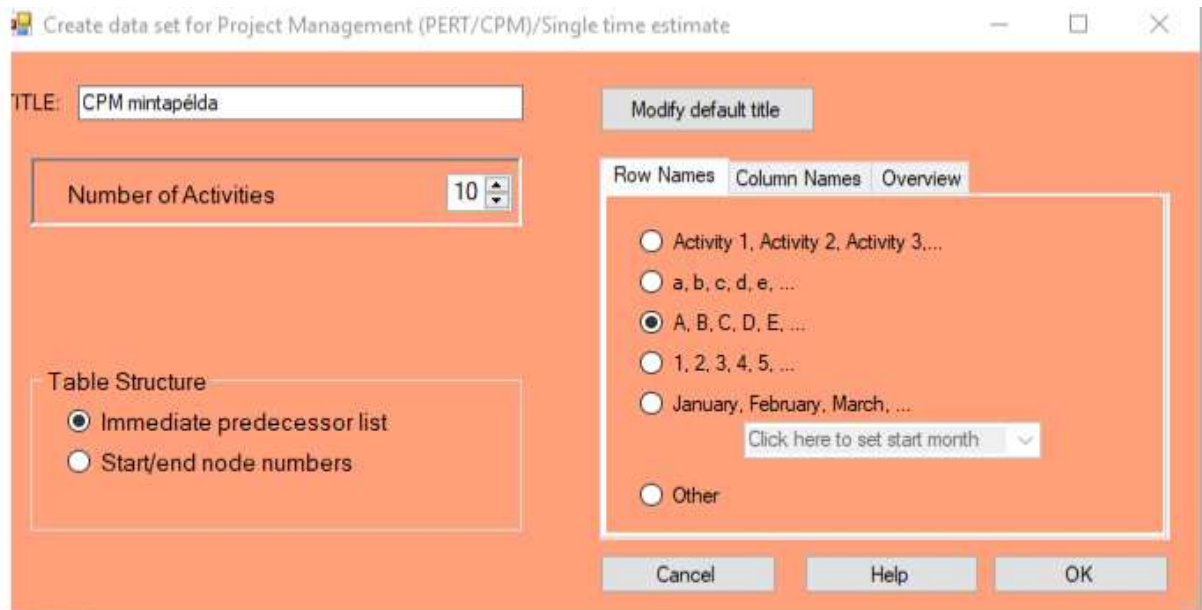 Create data set for Project Management (PERT/CPM)/Single time estimate
TITLE: CPM mintapélda
Modify default title
Number of Activities 10
Row Names Column Names Overview
Activity 1, Activity 2, Activity 3,...
a, b, c, d, e, ...
A, B, C, D, E, ...
1, 2, 3, 4, 5, ...
January, February, March, ...
Click here to set start month
Other
Table Structure
Immediate predecessor list
Start/end node numbers
Cancel Help OK